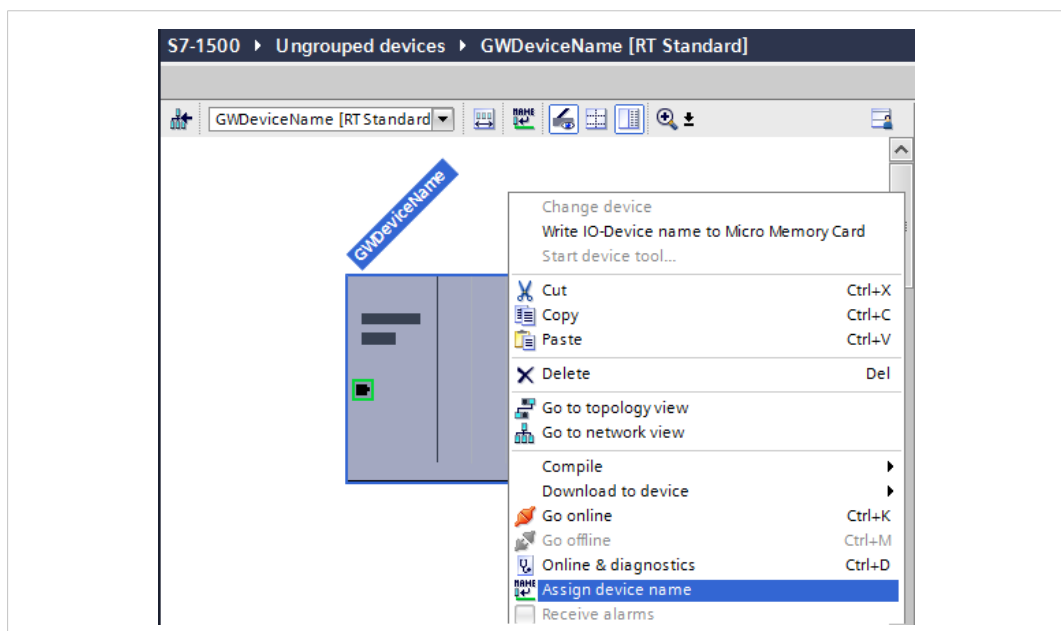 S7-1500 ▸ Ungrouped devices ▸ GWDeviceName [RT Standard]
GWDeviceName [RT Standard]
NAME
GWDeviceName
Change device
Write IO-Device name to Micro Memory Card
Start device tool...
Cut Ctrl+X
Copy Ctrl+C
Paste Ctrl+V
Delete Del
Go to topology view
Go to network view
Compile
Download to device
Go online Ctrl+K
Go offline Ctrl+M
Online & diagnostics Ctrl+D
NAME Assign device name
Receive alarms